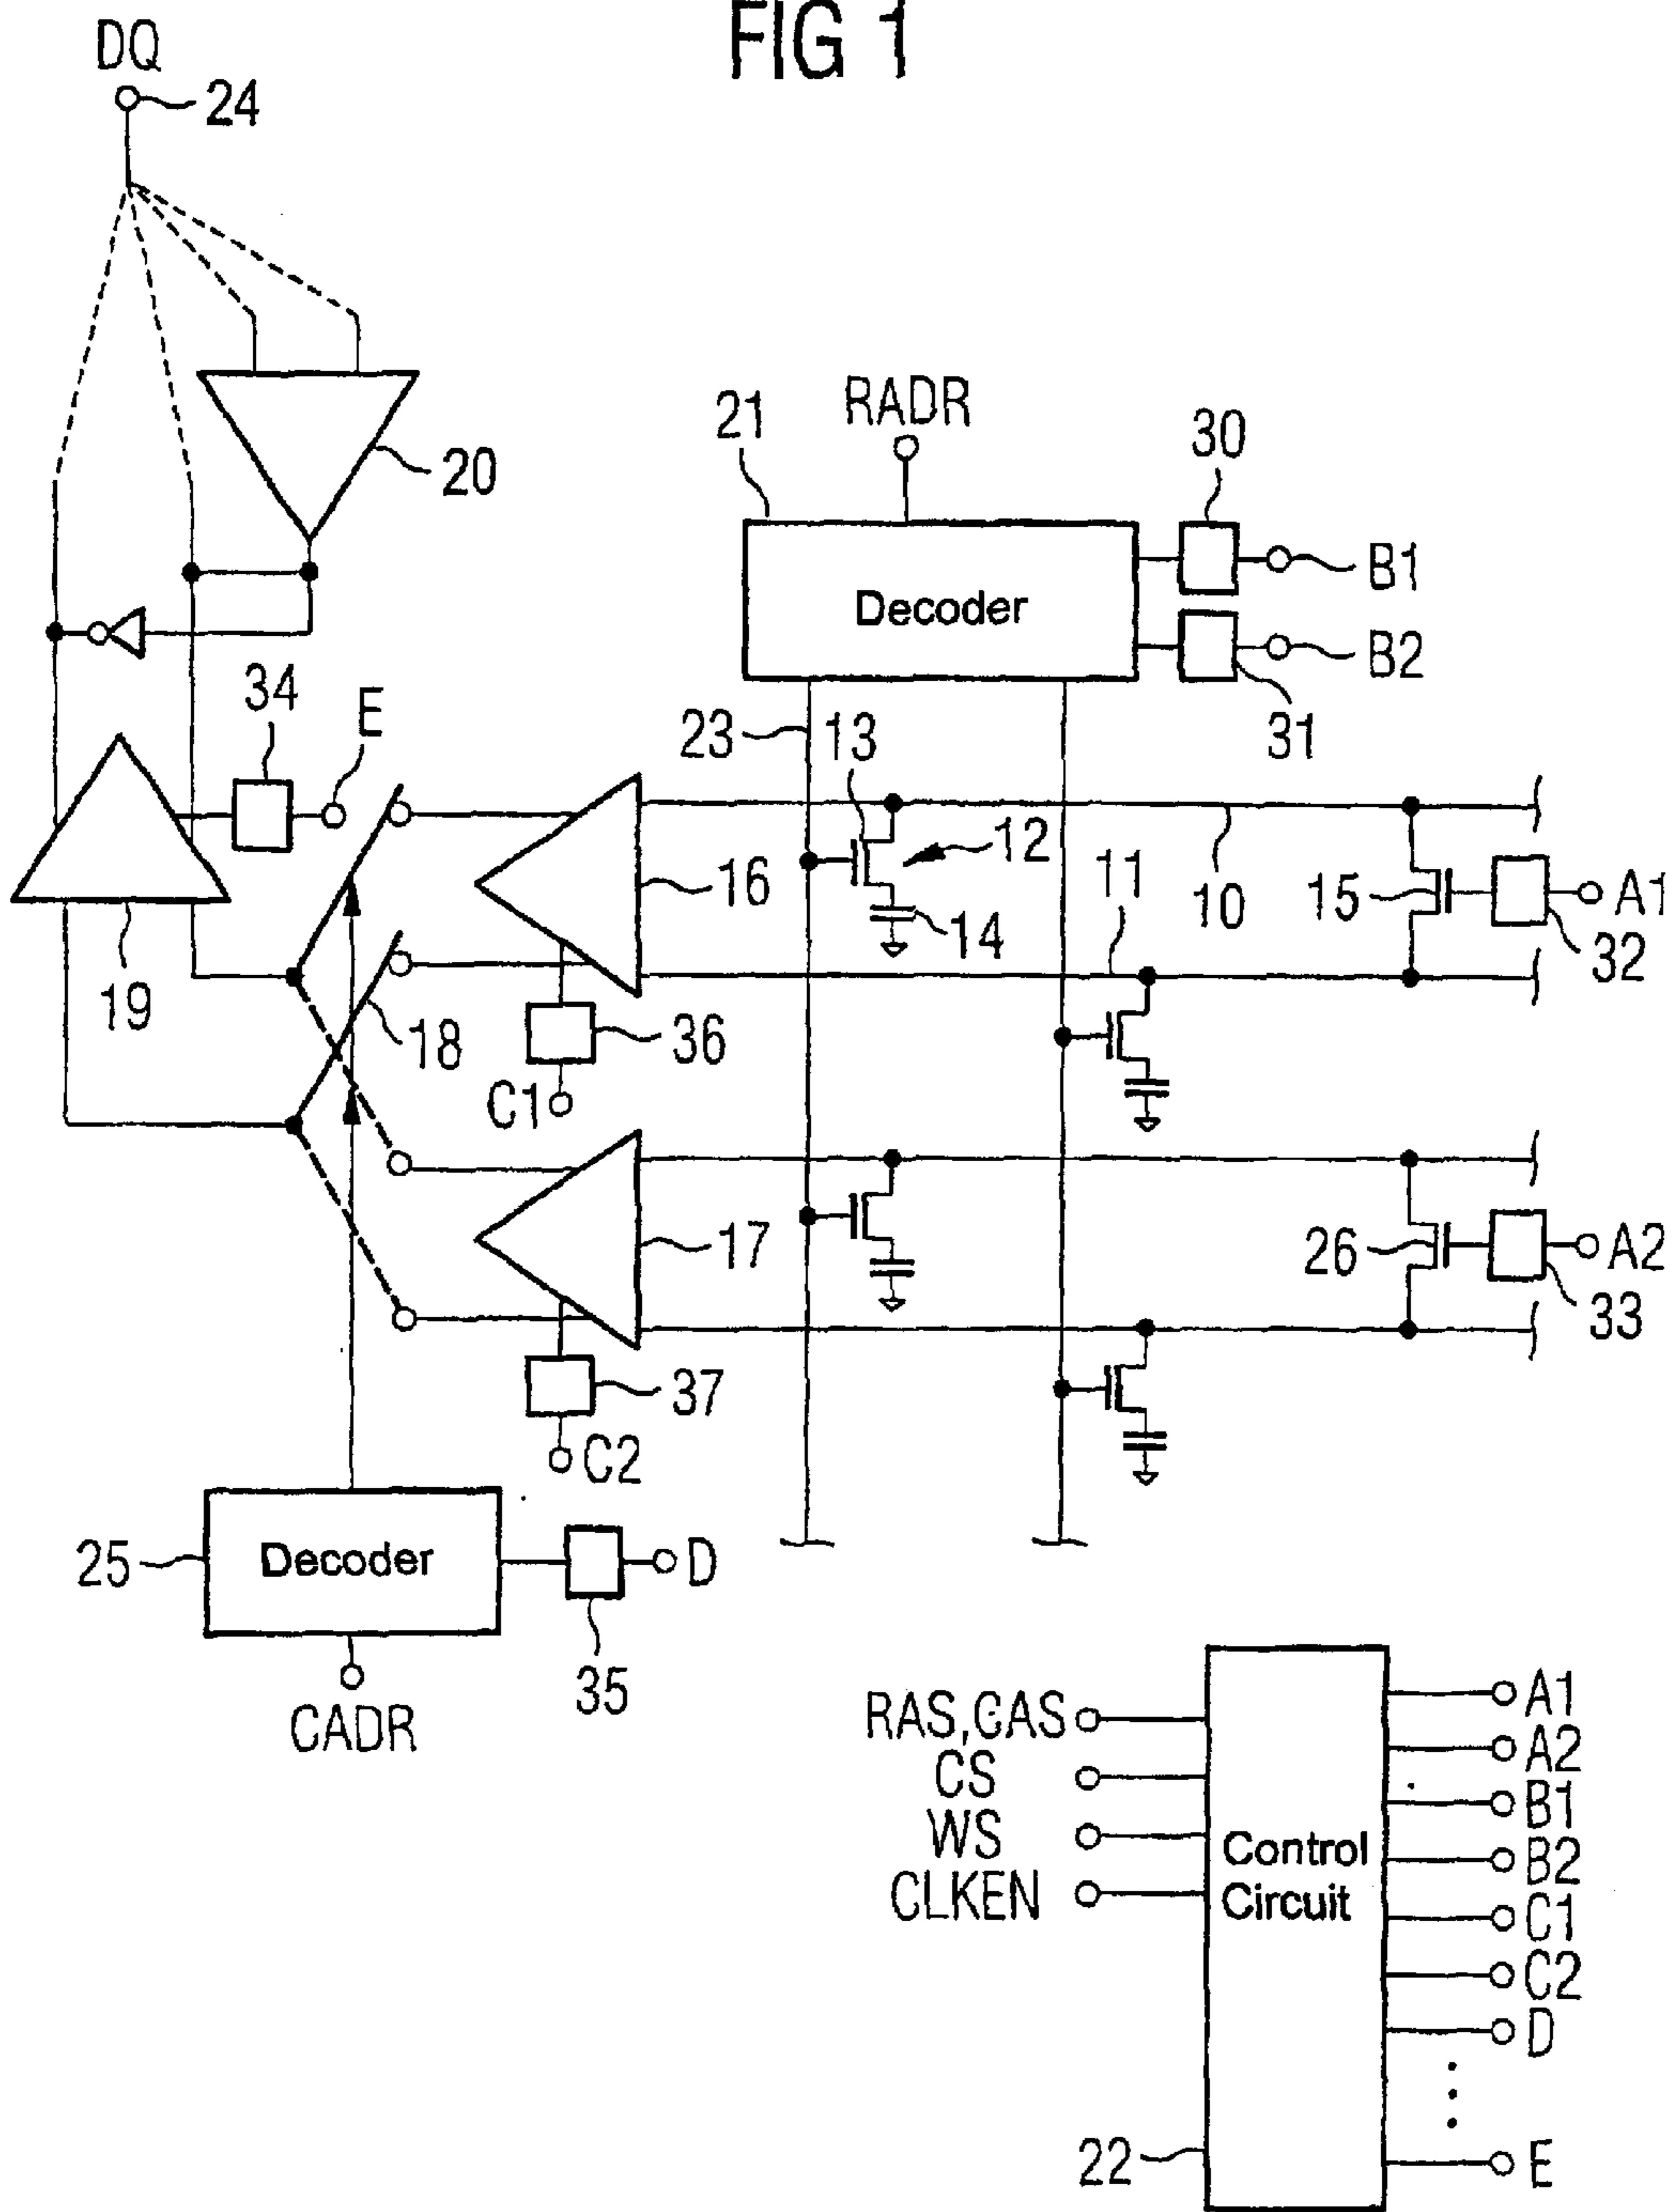 FIG 1
DQ
24
20
21
RADR
30
Decoder
B1
B2
31
34
E
23
13
12
11
10
16
14
15
A1
32
19
18
36
C1
17
26
A2
33
37
C2
25
Decoder
D
35
CADR
RAS,CAS
CS
WS
CLKEN
Control
Circuit
22
A1
A2
B1
B2
C1
C2
D
E